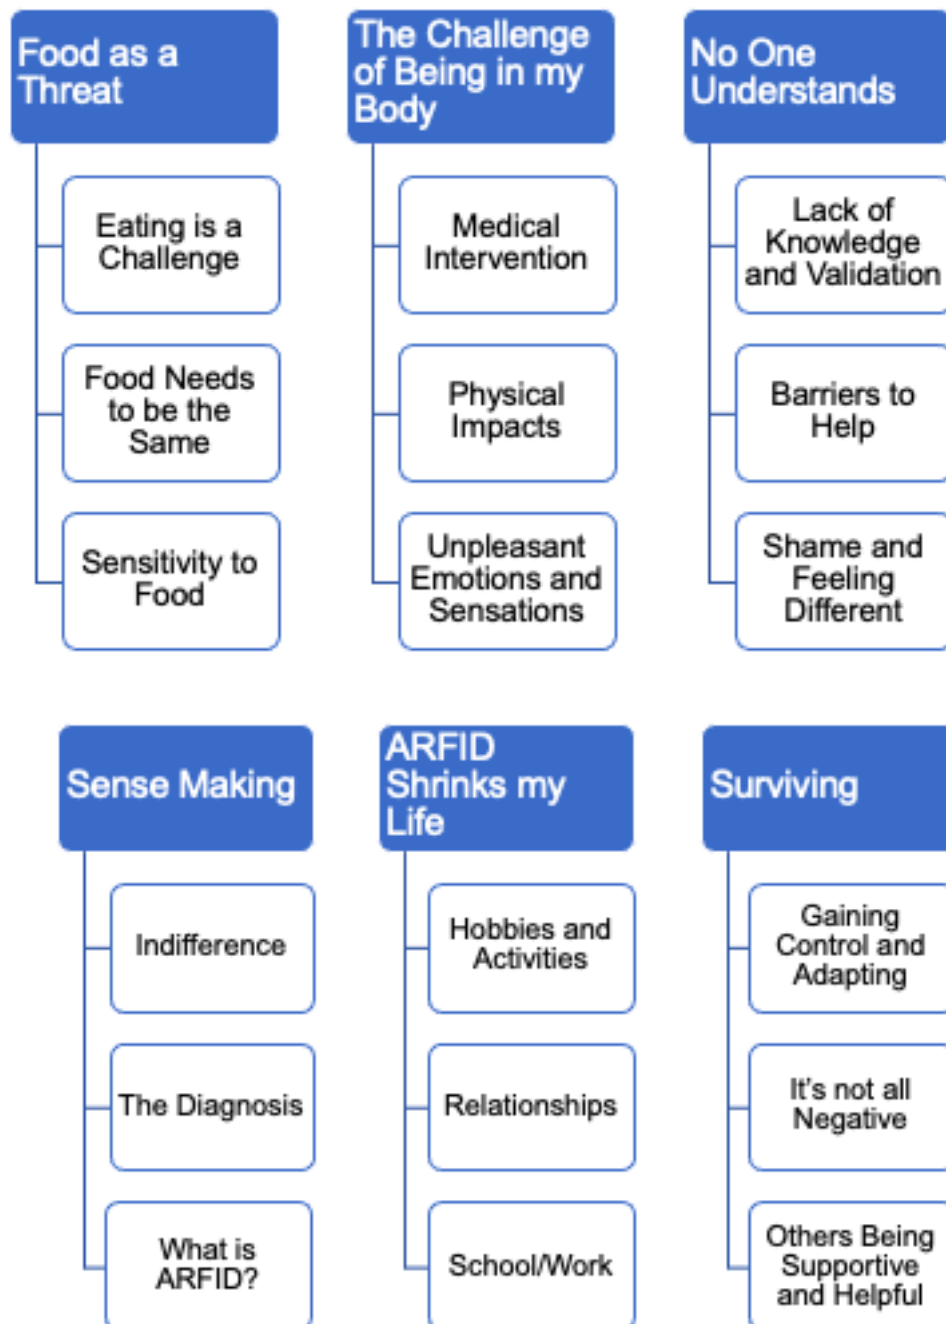 Food as a
Threat
Eating is a
Challenge
Food Needs
to be the
Same
Sensitivity to
Food
The Challenge
of Being in my
Body
Medical
Intervention
Physical
Impacts
Unpleasant
Emotions and
Sensations
No One
Understands
Lack of
Knowledge
and Validation
Barriers to
Help
Shame and
Feeling
Different
Sense Making
Indifference
The Diagnosis
What is
ARFID?
ARFID
Shrinks my
Life
Hobbies and
Activities
Relationships
School/Work
Surviving
Gaining
Control and
Adapting
It's not all
Negative
Others Being
Supportive
and Helpful